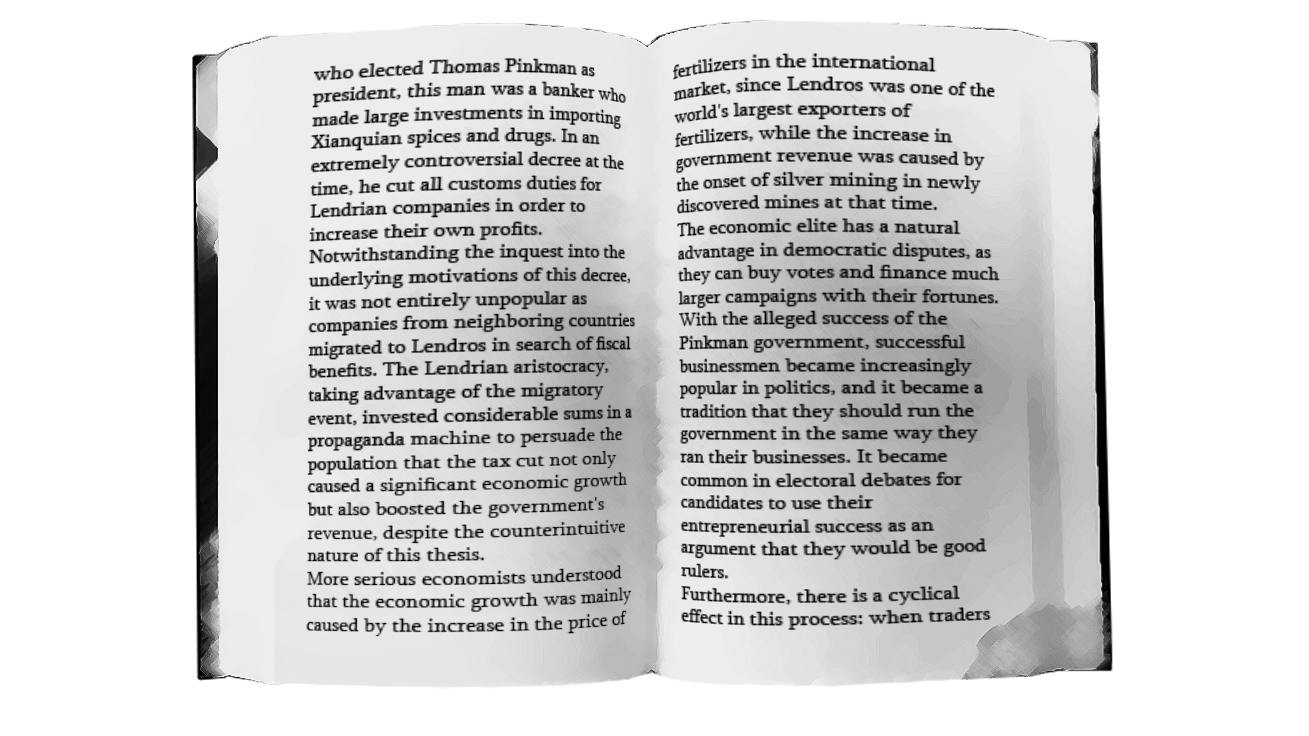 who elected Thomas Pinkman as
president, this man was a banker who
made large investments in importing
Xianquian spices and drugs. In an
extremely controversial decree at the
time, he cut all customs duties for
Lendrian companies in order to
increase their own profits.
Notwithstanding the inquest into the
underlying motivations of this decree,
it was not entirely unpopular as
companies from neighboring countries
migrated to Lendros in search of fiscal
benefits. The Lendrian aristocracy,
taking advantage of the migratory
event, invested considerable sums in a
propaganda machine to persuade the
population that the tax cut not only
caused a significant economic growth
but also boosted the government's
revenue, despite the counterintuitive
nature of this thesis.
More serious economists understood
that the economic growth was mainly
caused by the increase in the price of
fertilizers in the international
market, since Lendros was one of the
world's largest exporters of
fertilizers, while the increase in
government revenue was caused by
the onset of silver mining in newly
discovered mines at that time.
The economic elite has a natural
advantage in democratic disputes, as
they can buy votes and finance much
larger campaigns with their fortunes.
With the alleged success of the
Pinkman government, successful
businessmen became increasingly
popular in politics, and it became a
tradition that they should run the
government in the same way they
ran their businesses. It became
common in electoral debates for
candidates to use their
entrepreneurial success as an
argument that they would be good
rulers.
Furthermore, there is a cyclical
effect in this process: when traders